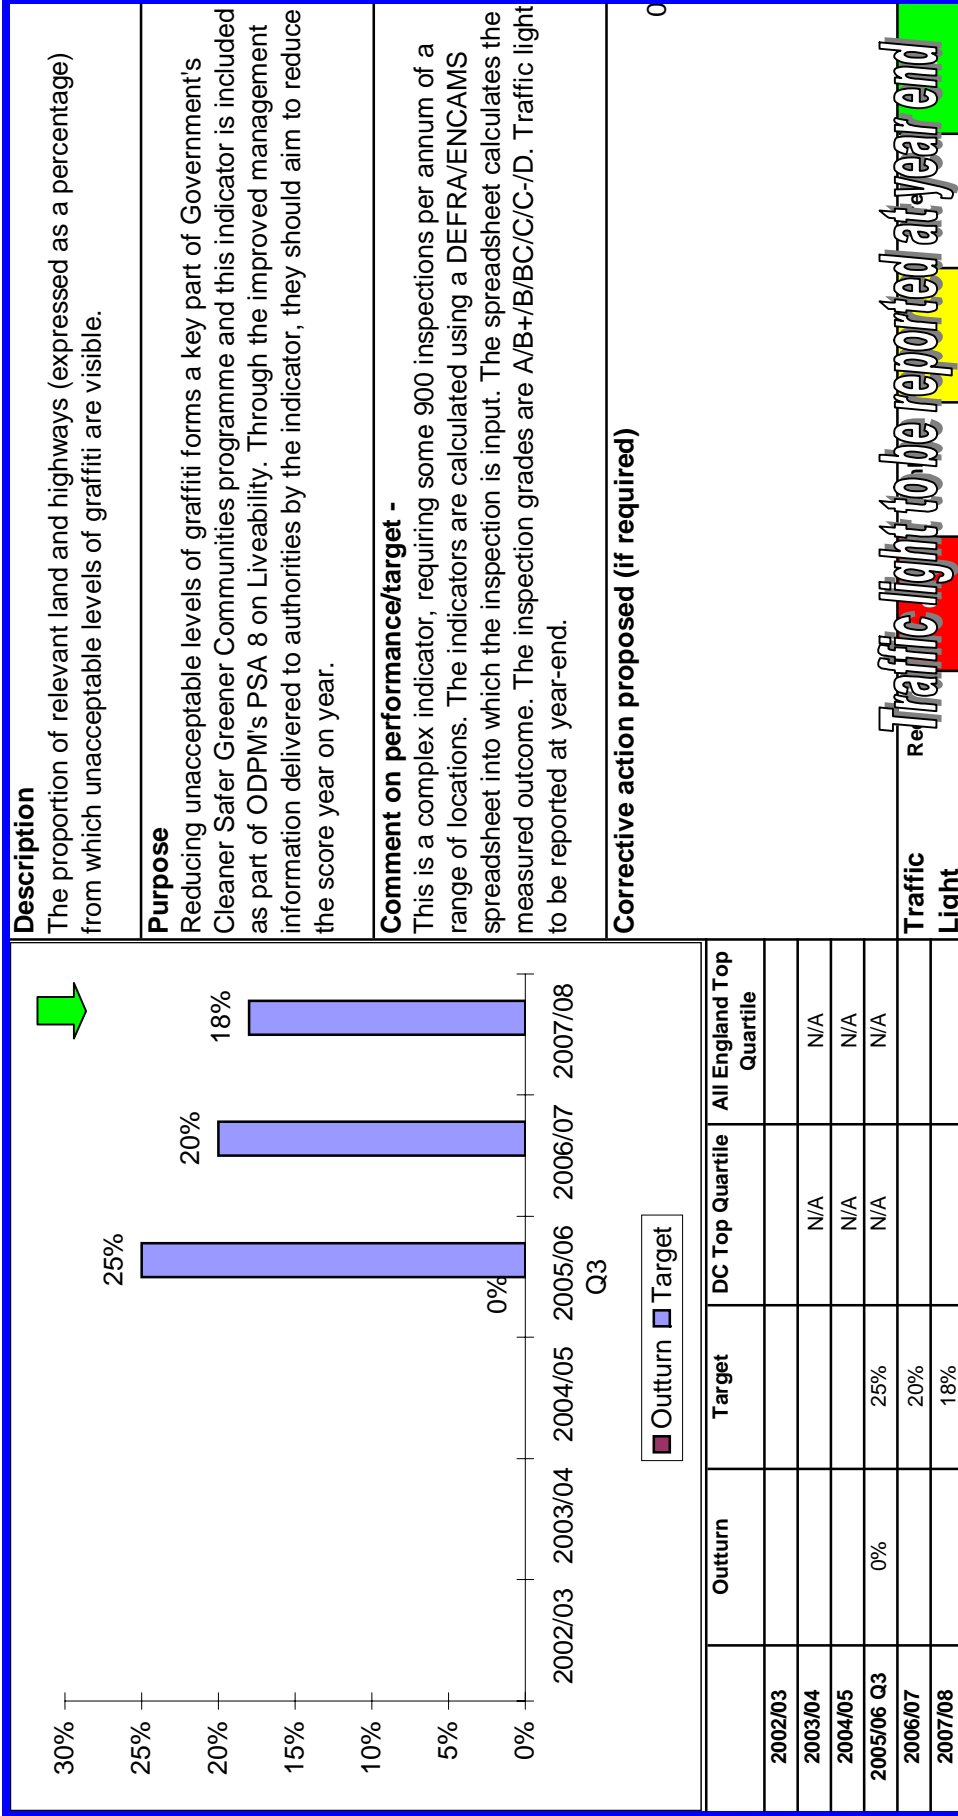 30%
25%
20%
15%
10%
5%
0%
25%
20%
18%
0%
2002/03 2003/04 2004/05 2005/06 2006/07 2007/08
Q3
Outturn Target
Outturn Target DC Top Quartile All England Top Quartile
2002/03
2003/04 N/A N/A
2004/05 N/A N/A
2005/06 Q3 0% 25% N/A N/A
2006/07 20%
2007/08 18%
Description
The proportion of relevant land and highways (expressed as a percentage)
from which unacceptable levels of graffiti are visible.
Purpose
Reducing unacceptable levels of graffiti forms a key part of Government's
Cleaner Safer Greener Communities programme and this indicator is included
as part of ODPM's PSA 8 on Liveability. Through the improved management
information delivered to authorities by the indicator, they should aim to reduce
the score year on year.
Comment on performance/target -
This is a complex indicator, requiring some 900 inspections per annum of a
range of locations. The indicators are calculated using a DEFRA/ENCAMS
spreadsheet into which the inspection is input. The spreadsheet calculates the
measured outcome. The inspection grades are A/B+/B/BC/C/C-/D. Traffic light
to be reported at year-end.
Corrective action proposed (if required)
0
Traffic
Light
Traffic light to be reported at year end